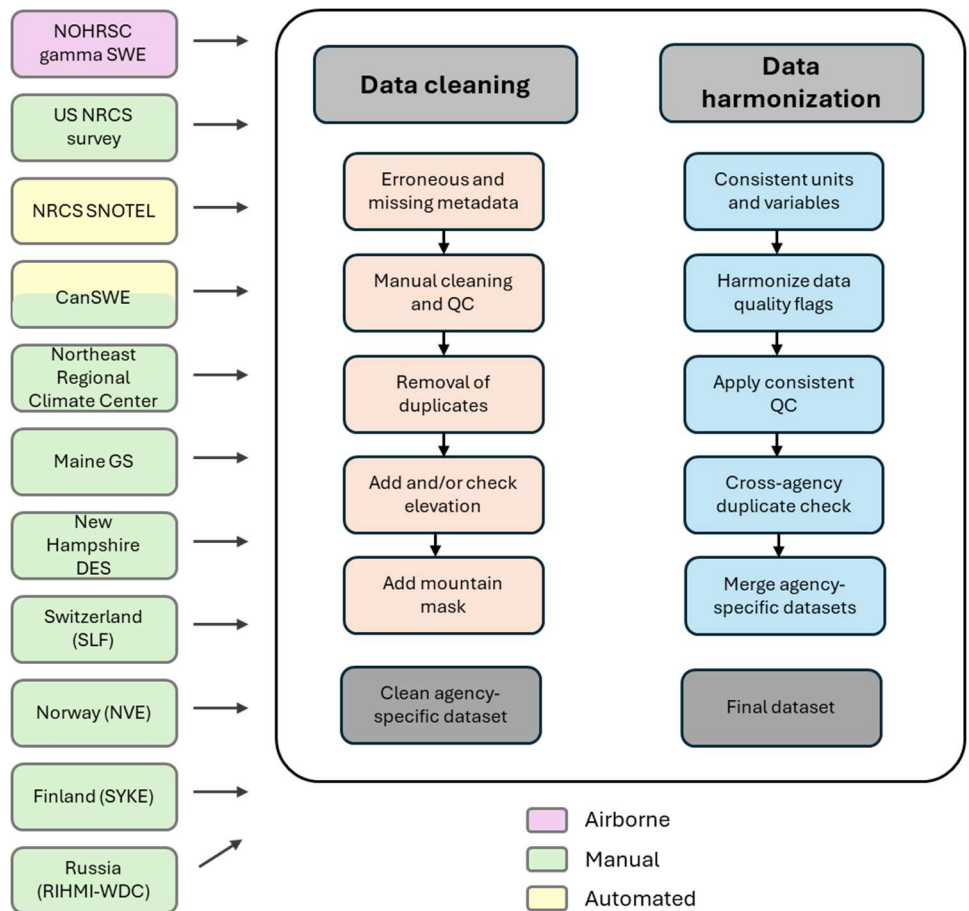 NOHRSC
gamma SWE
US NRCS
survey
NRCS SNOTEL
CanSWE
Northeast
Regional
Climate Center
Maine GS
New
Hampshire
DES
Switzerland
(SLF)
Norway (NVE)
Finland (SYKE)
Russia
(RIHMI-WDC)
Data cleaning
Erroneous and
missing metadata
Manual cleaning
and QC
Removal of
duplicates
Add and/or check
elevation
Add mountain
mask
Clean agency-
specific dataset
Data
harmonization
Consistent units
and variables
Harmonize data
quality flags
Apply consistent
QC
Cross-agency
duplicate check
Merge agency-
specific datasets
Final dataset
Airborne
Manual
Automated